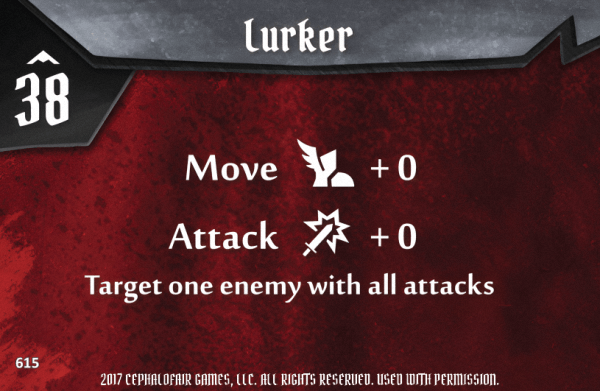 Lurker
38
Move + 0
Attack + 0
Target one enemy with all attacks
615
2017 CEPHALOFAIR GAMES, LLC. ALL RIGHTS RESERVED. USED WITH PERMISSION.